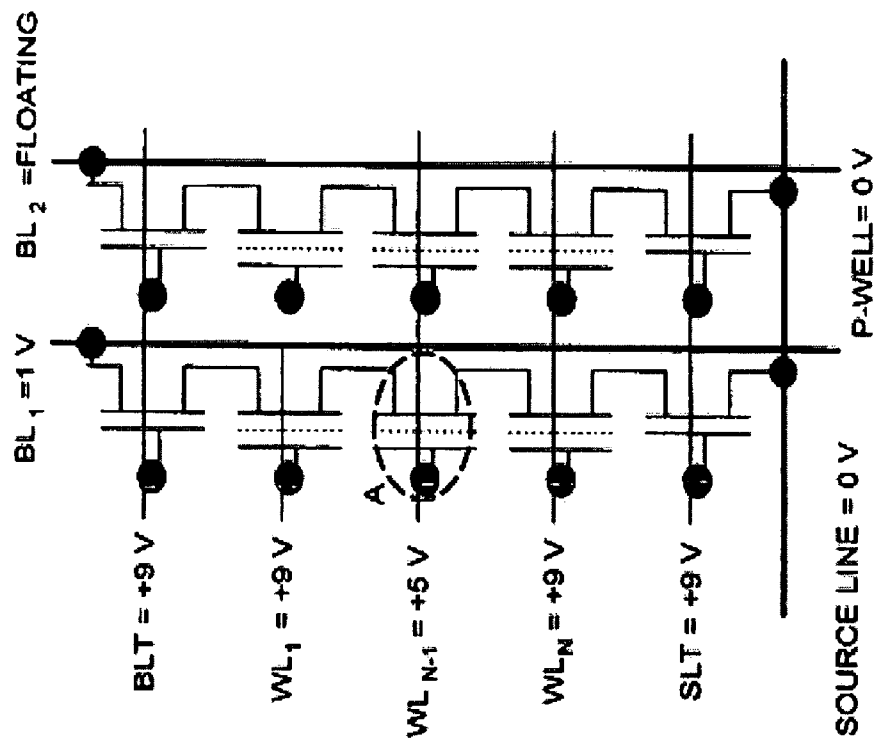 BL1 =1 V
BL2 =FLOATING
BLT = +9 V
WL1 = +9 V
A
WLN-1 = +5 V
WLN = +9 V
SLT = +9 V
SOURCE LINE = 0 V
P-WELL= 0 V